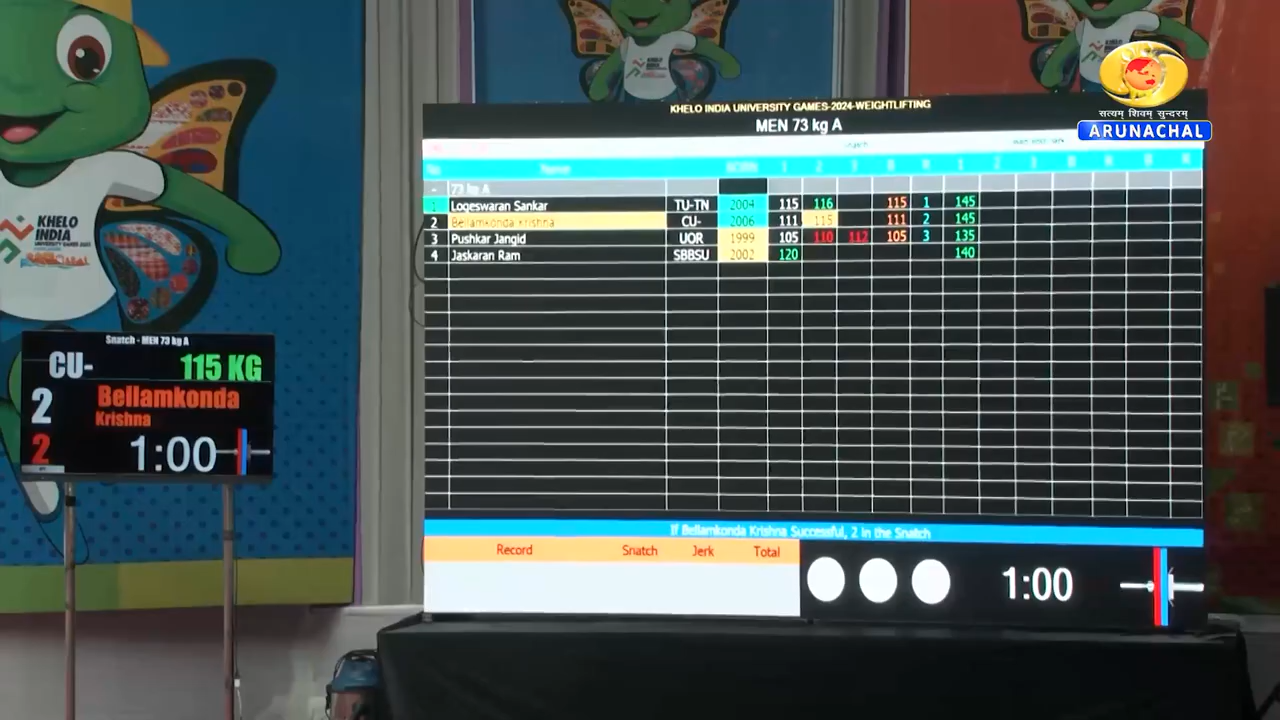 KHELO
INDIA
सत्यम् शिवम् सुन्दरम्
ARUNACHAL
KHELO INDIA UNIVERSITY GAMES-2024-WEIGHTLIFTING
MEN 73 kg A
Snatch
Name
73 kg A
1 Logeswaran Sankar TU-TN 2004 115 116 115 1 145
2 Bellamkonda Krishna CU- 2006 111 115 111 2 145
3 Pushkar Jangid UOR 1999 105 110 112 105 3 135
4 Jaskaran Ram SBBSU 2002 120 140
If Bellamkonda Krishna Successful, 2 in the Snatch
Record Snatch Jerk Total
1:00
Snatch - MEN 73 kg A
CU- 115 KG
2 Bellamkonda
Krishna
2 1:00
KHELO
INDIA